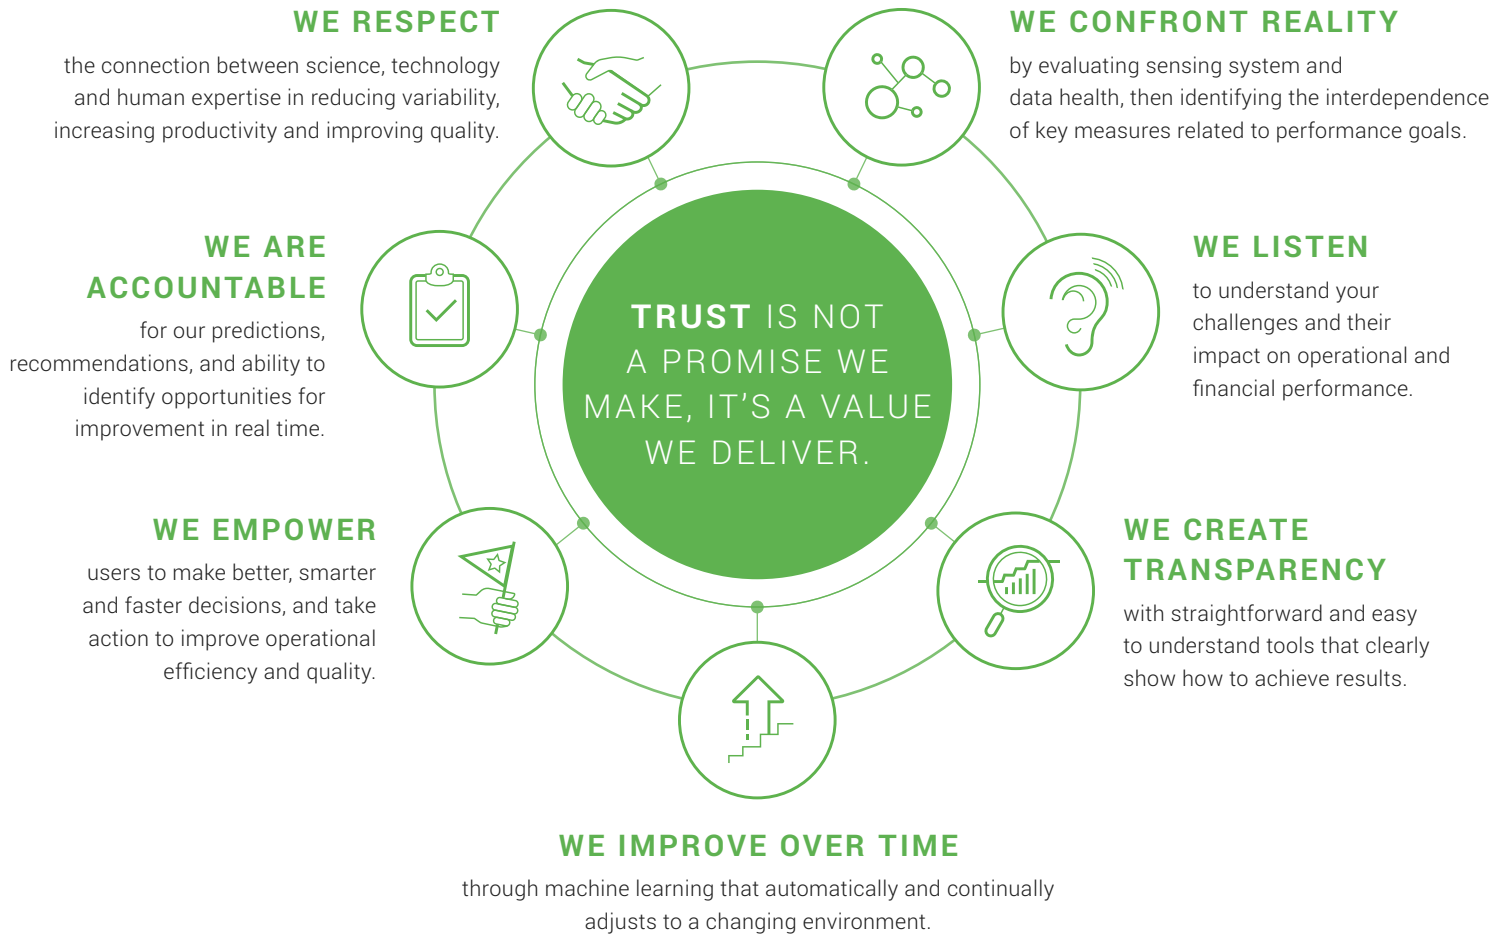 WE RESPECT
the connection between science, technology
and human expertise in reducing variability,
increasing productivity and improving quality.
WE CONFRONT REALITY
by evaluating sensing system and
data health, then identifying the interdependence
of key measures related to performance goals.
WE ARE
ACCOUNTABLE
for our predictions,
recommendations, and ability to
identify opportunities for
improvement in real time.
TRUST IS NOT
A PROMISE WE
MAKE, IT'S A VALUE
WE DELIVER.
WE LISTEN
to understand your
challenges and their
impact on operational and
financial performance.
WE EMPOWER
users to make better, smarter
and faster decisions, and take
action to improve operational
efficiency and quality.
WE CREATE
TRANSPARENCY
with straightforward and easy
to understand tools that clearly
show how to achieve results.
WE IMPROVE OVER TIME
through machine learning that automatically and continually
adjusts to a changing environment.